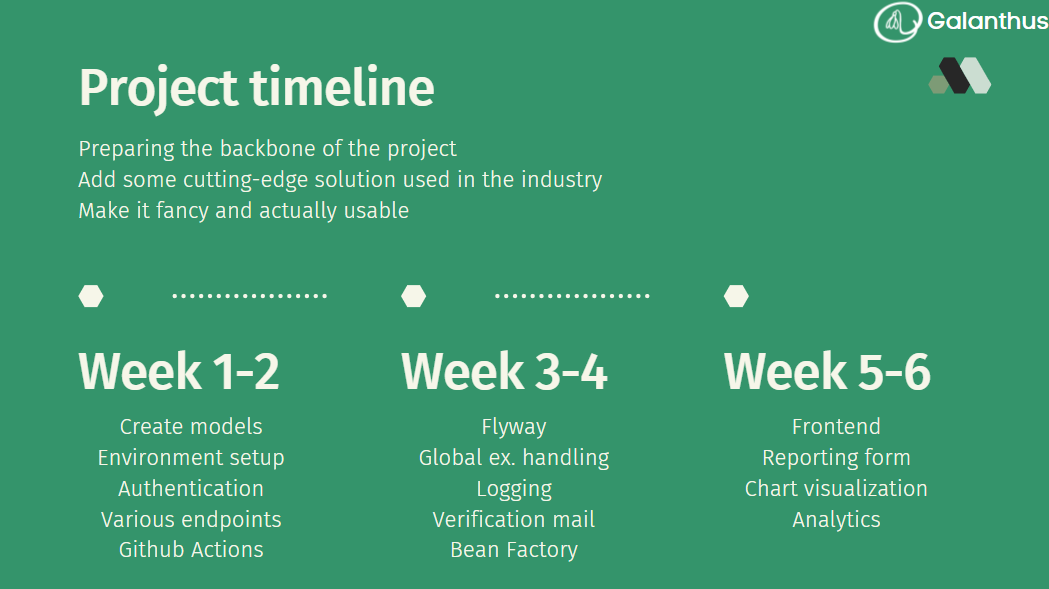 Galanthus
Project timeline
Preparing the backbone of the project
Add some cutting-edge solution used in the industry
Make it fancy and actually usable
Week 1-2
Create models
Environment setup
Authentication
Various endpoints
Github Actions
Week 3-4
Flyway
Global ex. handling
Logging
Verification mail
Bean Factory
Week 5-6
Frontend
Reporting form
Chart visualization
Analytics